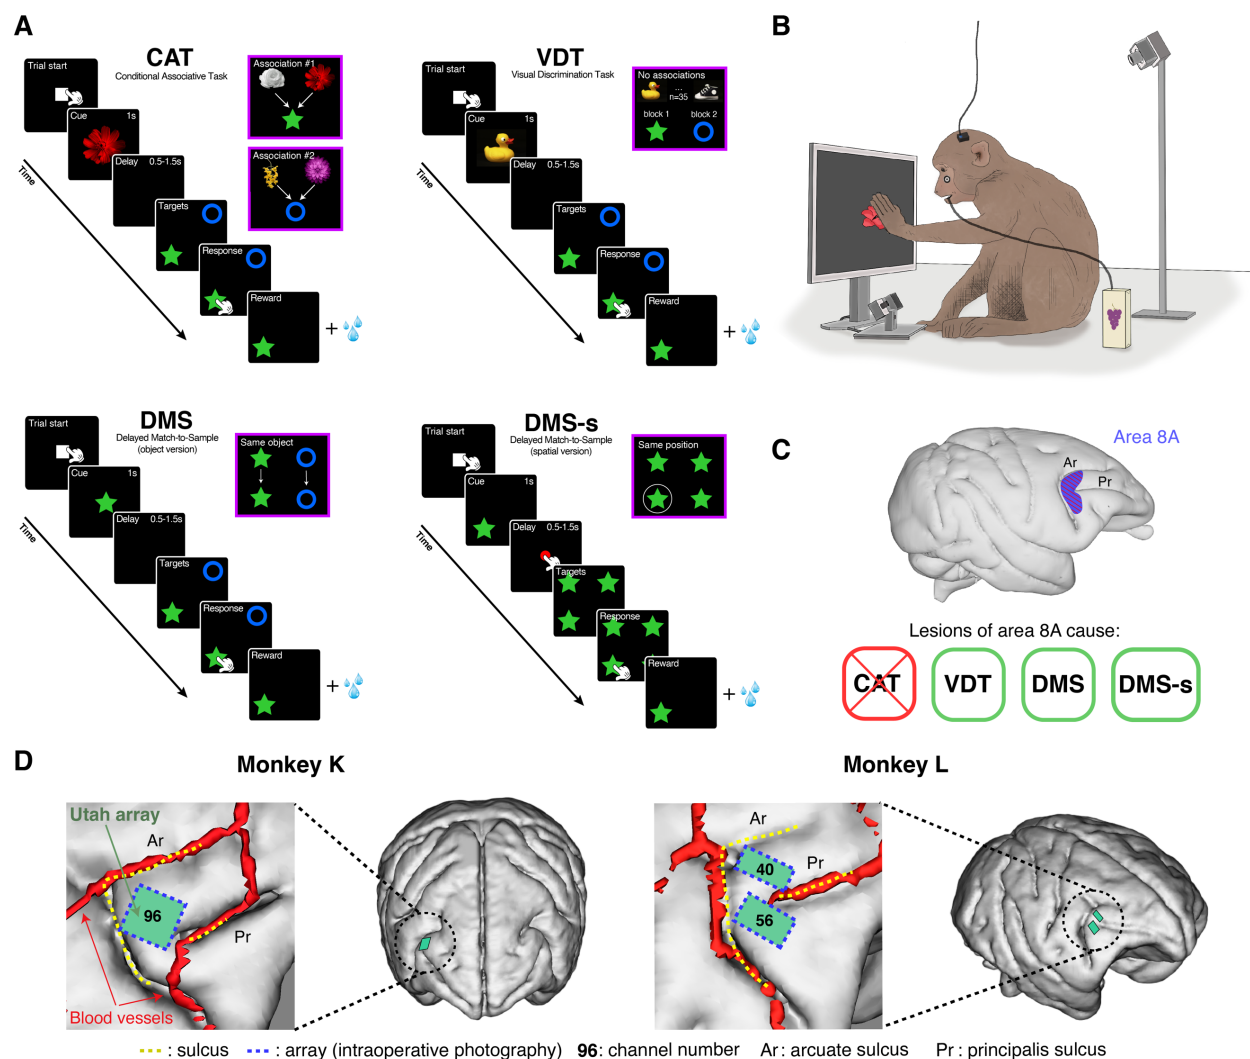 A
CAT
Conditional Associative Task
Trial start
Cue 1s
Delay 0.5-1.5s
Targets
Response
Reward
+
Time
Association #1
Association #2
VDT
Visual Discrimination Task
Trial start
Cue 1s
Delay 0.5-1.5s
Targets
Response
Reward
+
Time
No associations
...
n=35
block 1 block 2
DMS
Delayed Match-to-Sample
(object version)
Trial start
Cue 1s
Delay 0.5-1.5s
Targets
Response
Reward
+
Time
Same object
DMS-s
Delayed Match-to-Sample
(spatial version)
Trial start
Cue 1s
Delay 0.5-1.5s
Targets
Response
Reward
+
Time
Same position
B
C
Area 8A
Ar
Pr
Lesions of area 8A cause:
CAT VDT DMS DMS-s
D
Monkey K
Utah array
Ar
96
Pr
Blood vessels
Monkey L
Ar
Pr
40
56
: sulcus : array (intraoperative photography) 96: channel number Ar: arcuate sulcus Pr: principalis sulcus